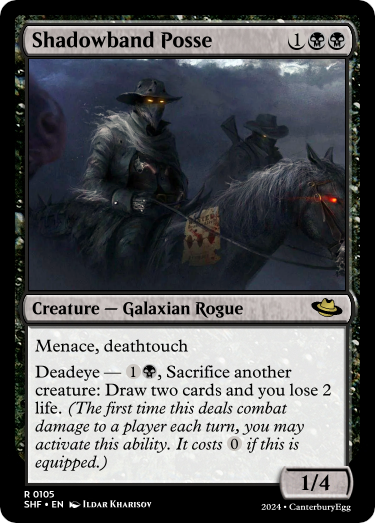 Shadowband Posse 1
Creature — Galaxian Rogue
Menace, deathtouch
Deadeye — 1, Sacrifice another
creature: Draw two cards and you lose 2
life. (The first time this deals combat
damage to a player each turn, you may
activate this ability. It costs 0 if this is
equipped.)
1/4
R 0105
SHF • EN Ildar Kharisov
2024 • CanterburyEgg